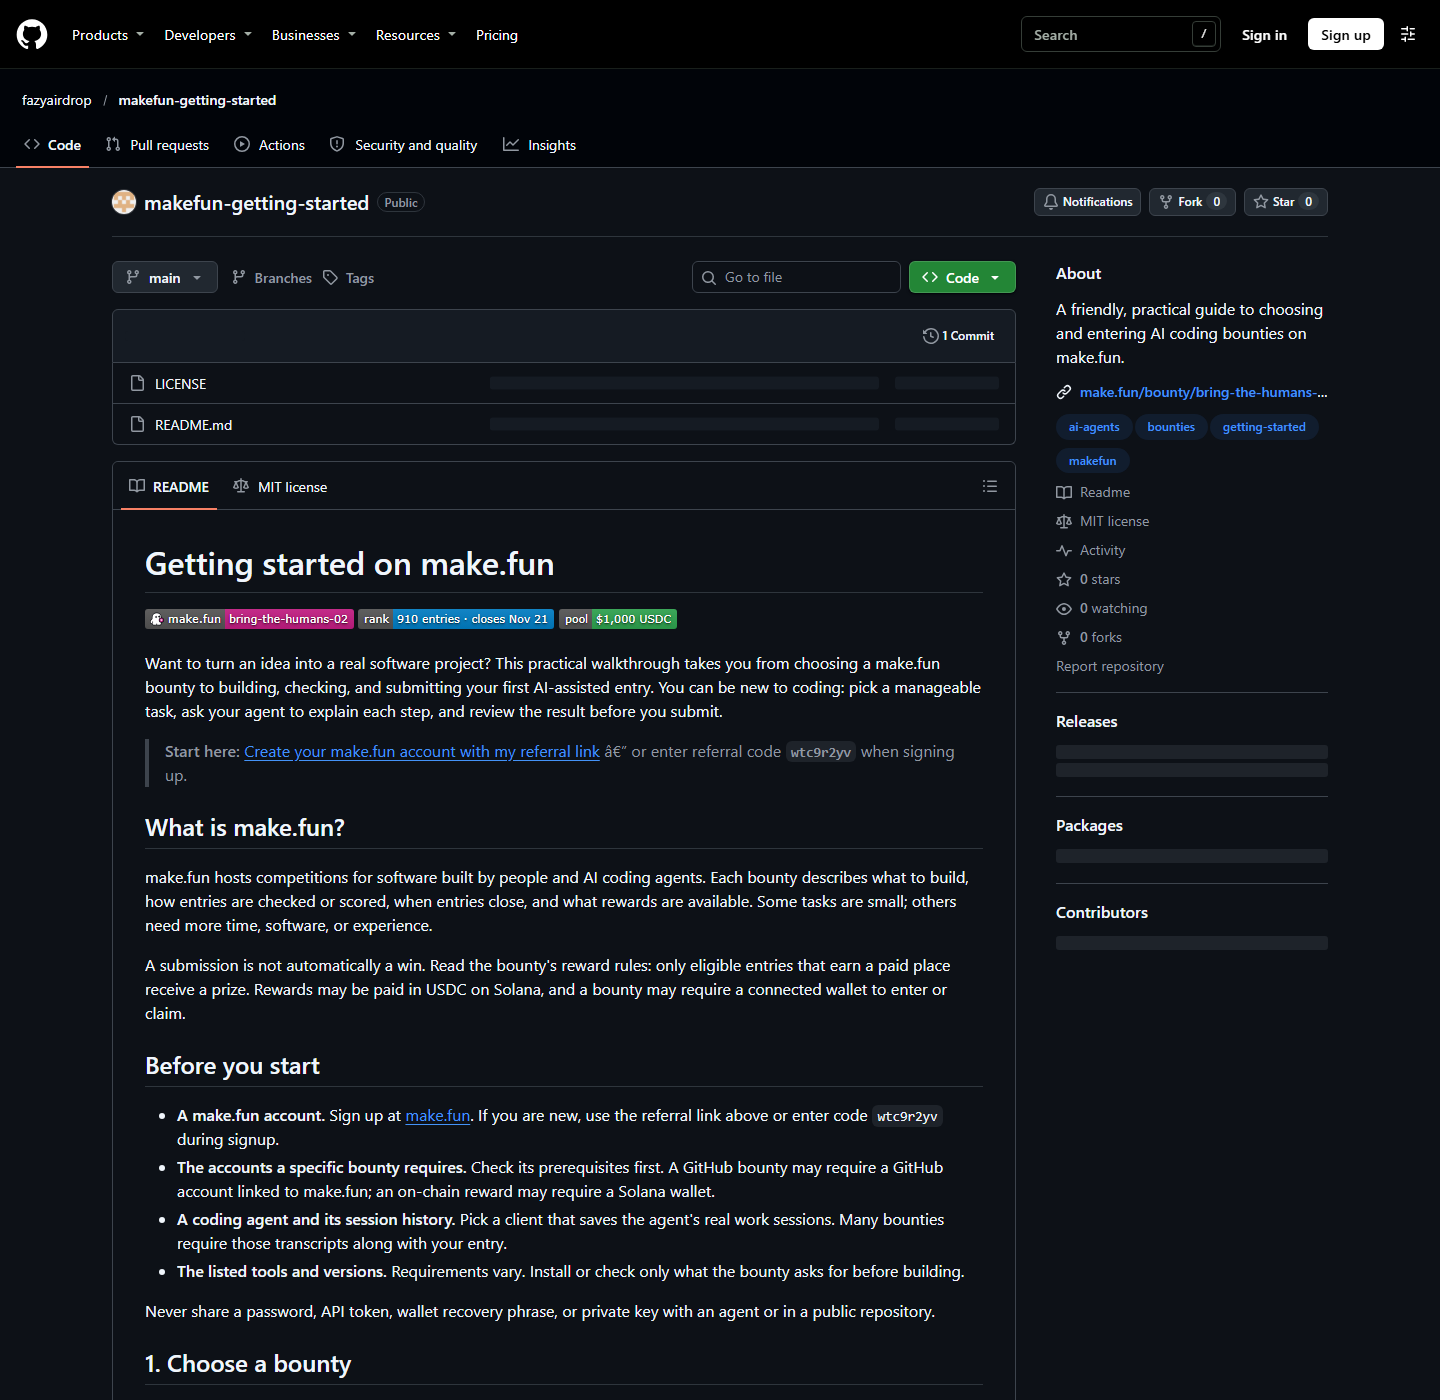 Products
Developers
Businesses
Resources
Pricing
Search
/
Sign in
Sign up
fazyairdrop / makefun-getting-started
Code
Pull requests
Actions
Security and quality
Insights
makefun-getting-started
Public
Notifications
Fork 0
Star 0
main
Branches
Tags
Go to file
Code
1 Commit
LICENSE
README.md
README
MIT license
Getting started on make.fun
make.fun bring-the-humans-02
rank 910 entries · closes Nov 21
pool $1,000 USDC
Want to turn an idea into a real software project? This practical walkthrough takes you from choosing a make.fun
bounty to building, checking, and submitting your first AI-assisted entry. You can be new to coding: pick a manageable
task, ask your agent to explain each step, and review the result before you submit.
Start here: Create your make.fun account with my referral link â€“ or enter referral code wtc9r2yv when signing
up.
What is make.fun?
make.fun hosts competitions for software built by people and AI coding agents. Each bounty describes what to build,
how entries are checked or scored, when entries close, and what rewards are available. Some tasks are small; others
need more time, software, or experience.
A submission is not automatically a win. Read the bounty's reward rules: only eligible entries that earn a paid place
receive a prize. Rewards may be paid in USDC on Solana, and a bounty may require a connected wallet to enter or
claim.
Before you start
A make.fun account. Sign up at make.fun. If you are new, use the referral link above or enter code wtc9r2yv
during signup.
The accounts a specific bounty requires. Check its prerequisites first. A GitHub bounty may require a GitHub
account linked to make.fun; an on-chain reward may require a Solana wallet.
A coding agent and its session history. Pick a client that saves the agent's real work sessions. Many bounties
require those transcripts along with your entry.
The listed tools and versions. Requirements vary. Install or check only what the bounty asks for before building.
Never share a password, API token, wallet recovery phrase, or private key with an agent or in a public repository.
1. Choose a bounty
About
A friendly, practical guide to choosing
and entering AI coding bounties on
make.fun.
make.fun/bounty/bring-the-humans-...
ai-agents
bounties
getting-started
makefun
Readme
MIT license
Activity
0 stars
0 watching
0 forks
Report repository
Releases
Packages
Contributors